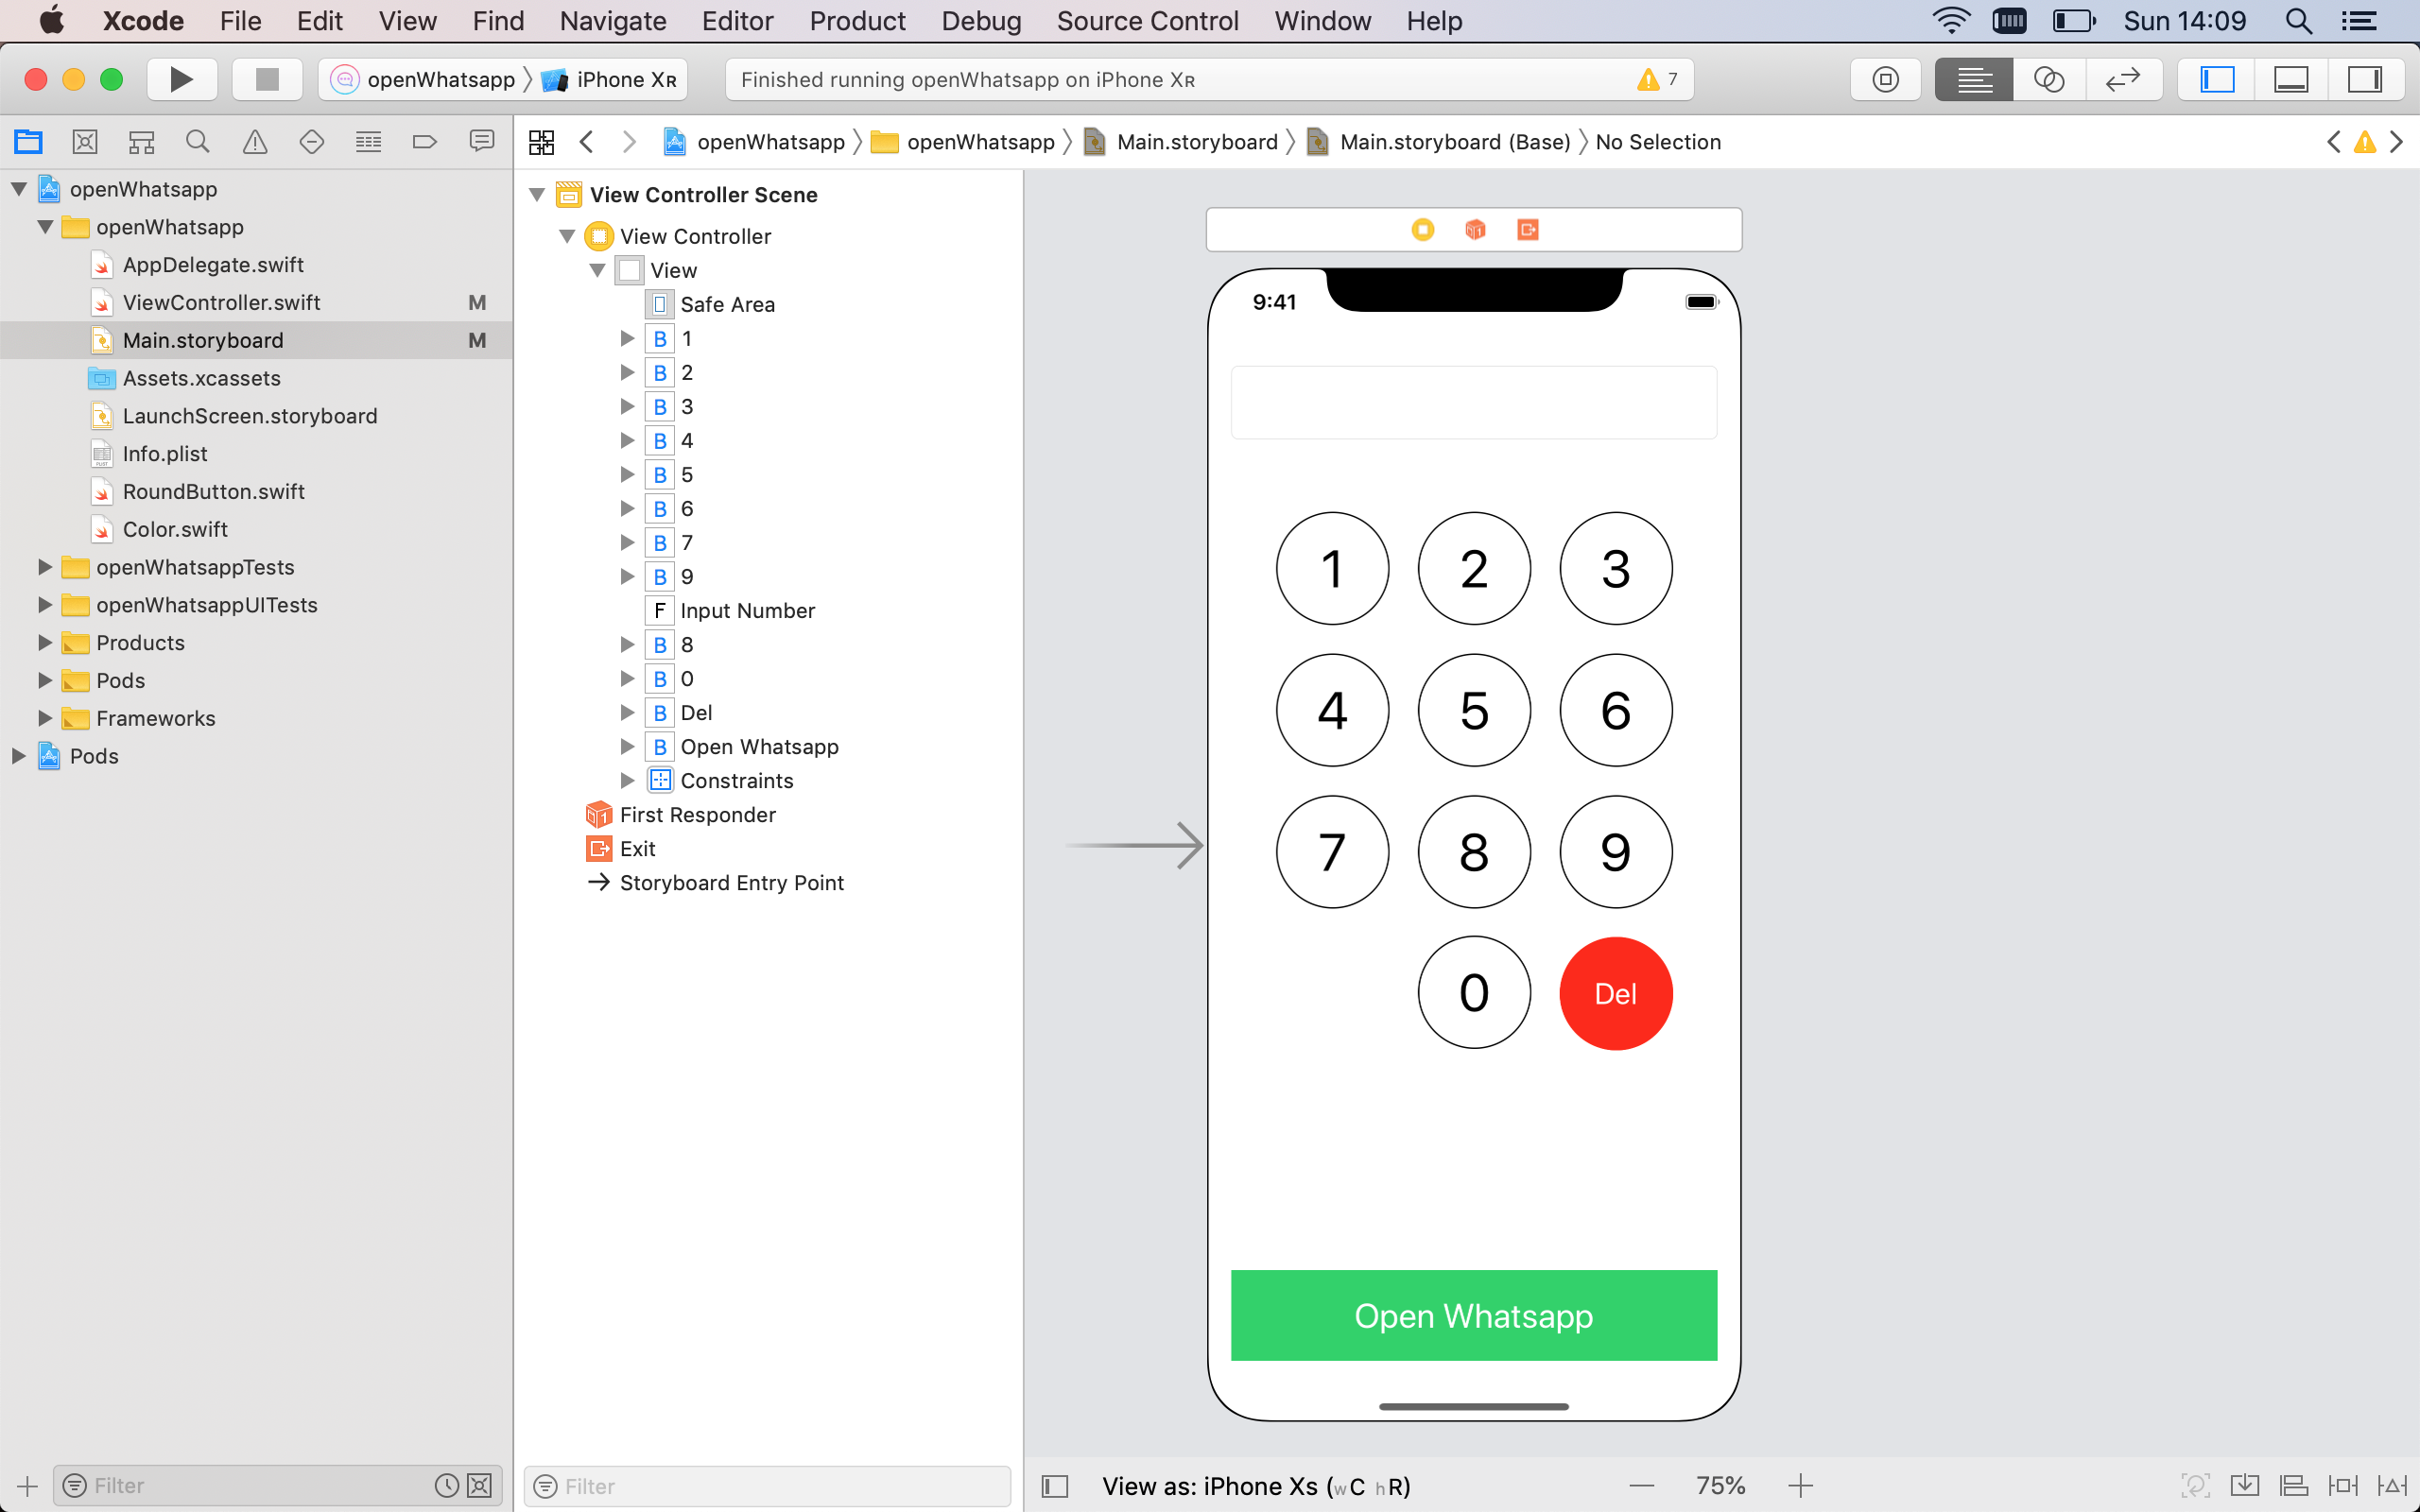 Xcode File Edit View Find Navigate Editor Product Debug Source Control Window Help Sun 14:09
openWhatsapp iPhone XR Finished running openWhatsapp on iPhone XR 7
openWhatsapp openWhatsapp Main.storyboard Main.storyboard (Base) No Selection
openWhatsapp
openWhatsapp
AppDelegate.swift
ViewController.swift M
Main.storyboard M
Assets.xcassets
LaunchScreen.storyboard
Info.plist
RoundButton.swift
Color.swift
openWhatsappTests
openWhatsappUITests
Products
Pods
Frameworks
Pods
Filter
View Controller Scene
View Controller
View
Safe Area
B 1
B 2
B 3
B 4
B 5
B 6
B 7
B 9
F Input Number
B 8
B 0
B Del
B Open Whatsapp
Constraints
First Responder
Exit
Storyboard Entry Point
Filter
9:41
1 2 3
4 5 6
7 8 9
0 Del
Open Whatsapp
View as: iPhone Xs (wC hR) 75%